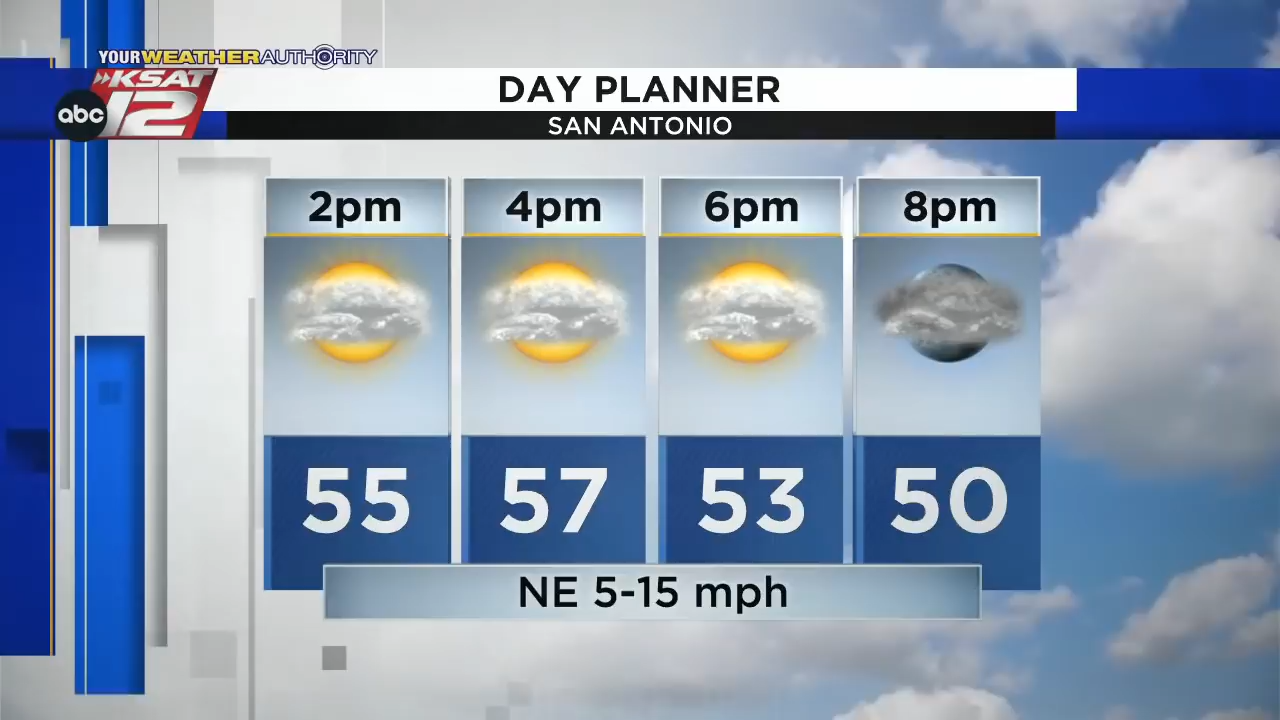 YOURWEATHERAUTHORITY
KSAT
abc
12
DAY PLANNER
SAN ANTONIO
2pm 4pm 6pm 8pm
55 57 53 50
NE 5-15 mph